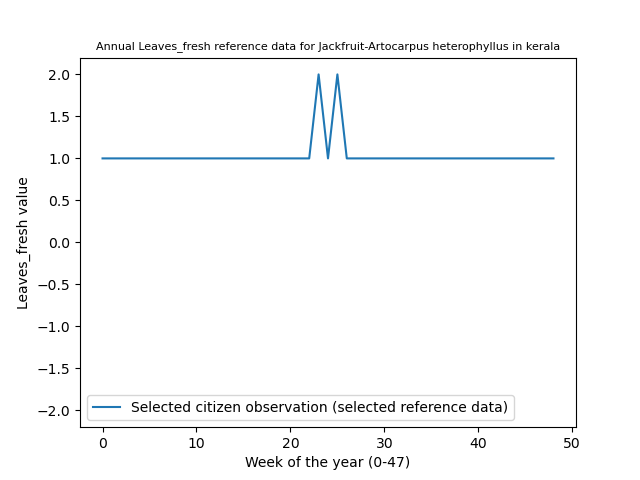 Annual Leaves_fresh reference data for Jackfruit-Artocarpus heterophyllus in kerala
2.0
1.5
1.0
0.5
0.0
−0.5
−1.0
−1.5
−2.0
Leaves_fresh value
Selected citizen observation (selected reference data)
0 10 20 30 40 50
Week of the year (0-47)